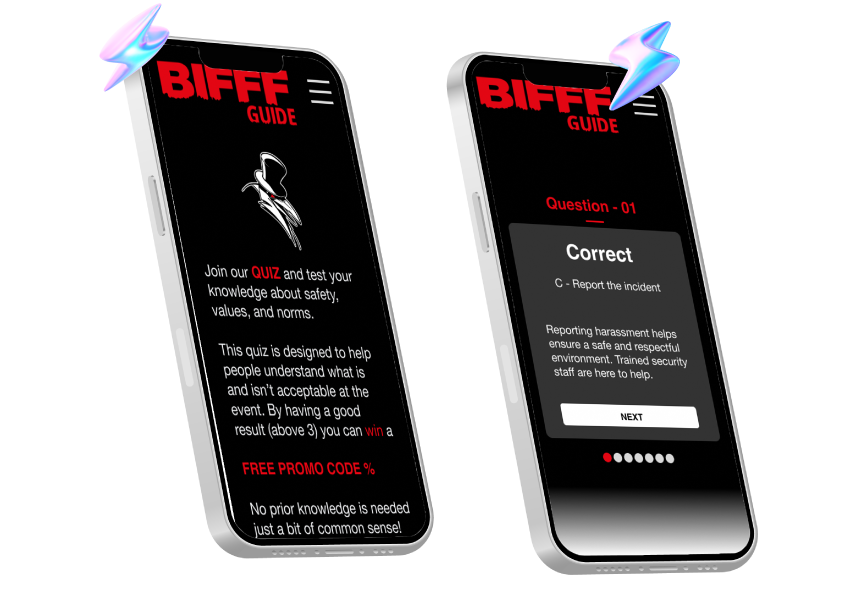 BIFFF
GUIDE
Join our QUIZ and test your
knowledge about safety,
values, and norms.
This quiz is designed to help
people understand what is
and isn't acceptable at the
event. By having a good
result (above 3) you can win a
FREE PROMO CODE %
No prior knowledge is needed
just a bit of common sense!
BIFFF
GUIDE
Question - 01
Correct
C - Report the incident
Reporting harassment helps
ensure a safe and respectful
environment. Trained security
staff are here to help.
NEXT